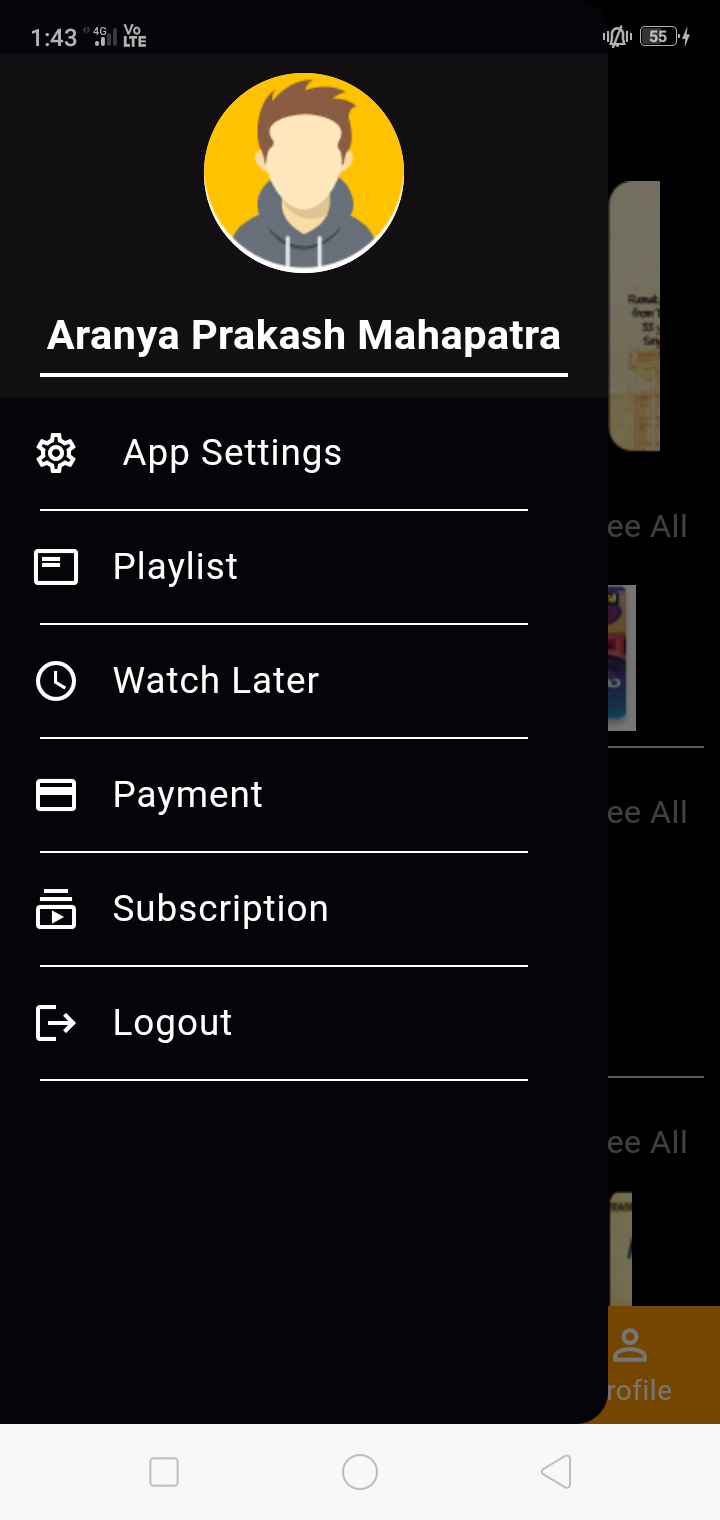 1:43 4G Vo LTE 55
Aranya Prakash Mahapatra
App Settings
ee All
Playlist
Watch Later
Payment
ee All
Subscription
Logout
ee All
rofile